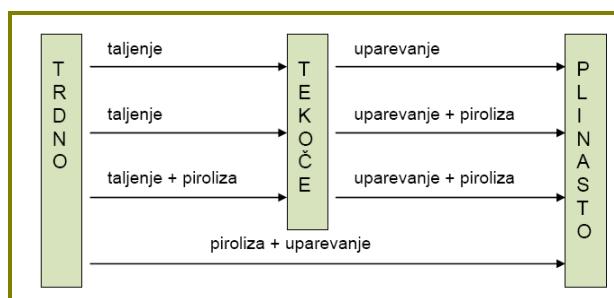 TRDNO
taljenje
TEKOČE
uparevanje
PLINASTO
taljenje
uparevanje + piroliza
taljenje + piroliza
uparevanje + piroliza
piroliza + uparevanje